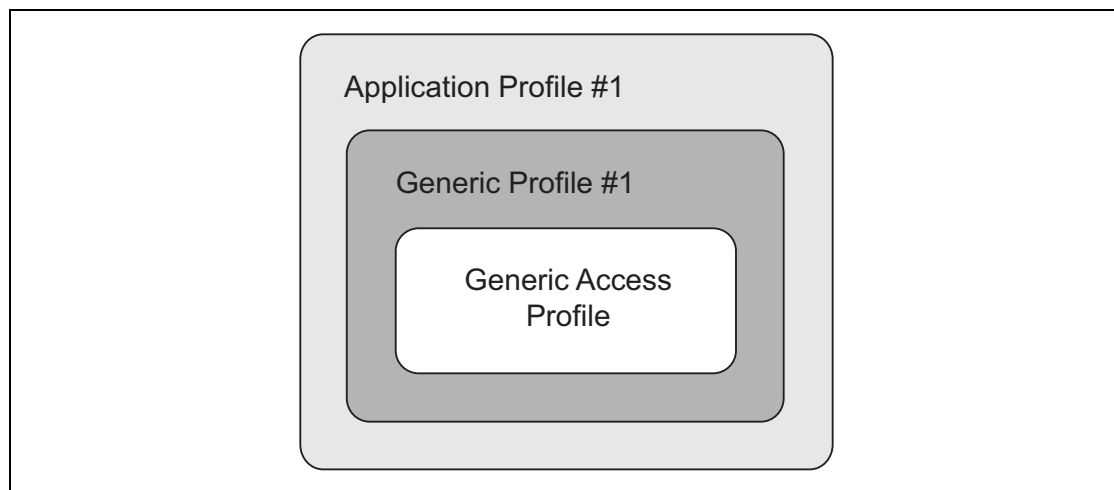 Application Profile #1
Generic Profile #1
Generic Access
Profile